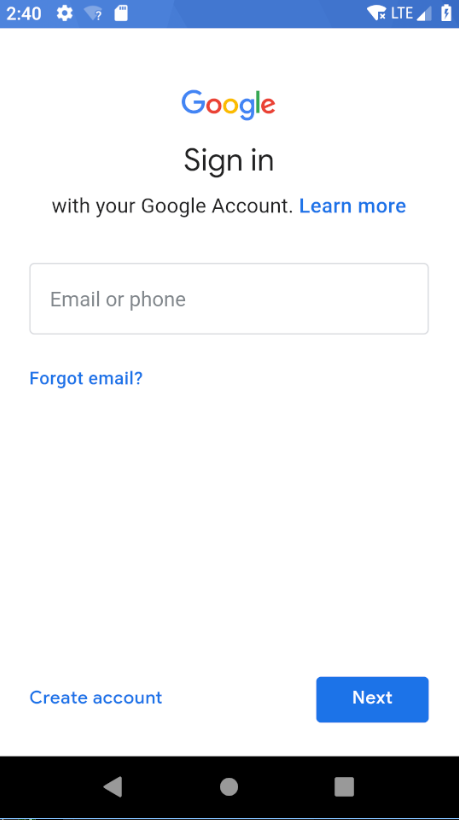 2:40 LTE
Google
Sign in
with your Google Account. Learn more
Email or phone
Forgot email?
Create account Next